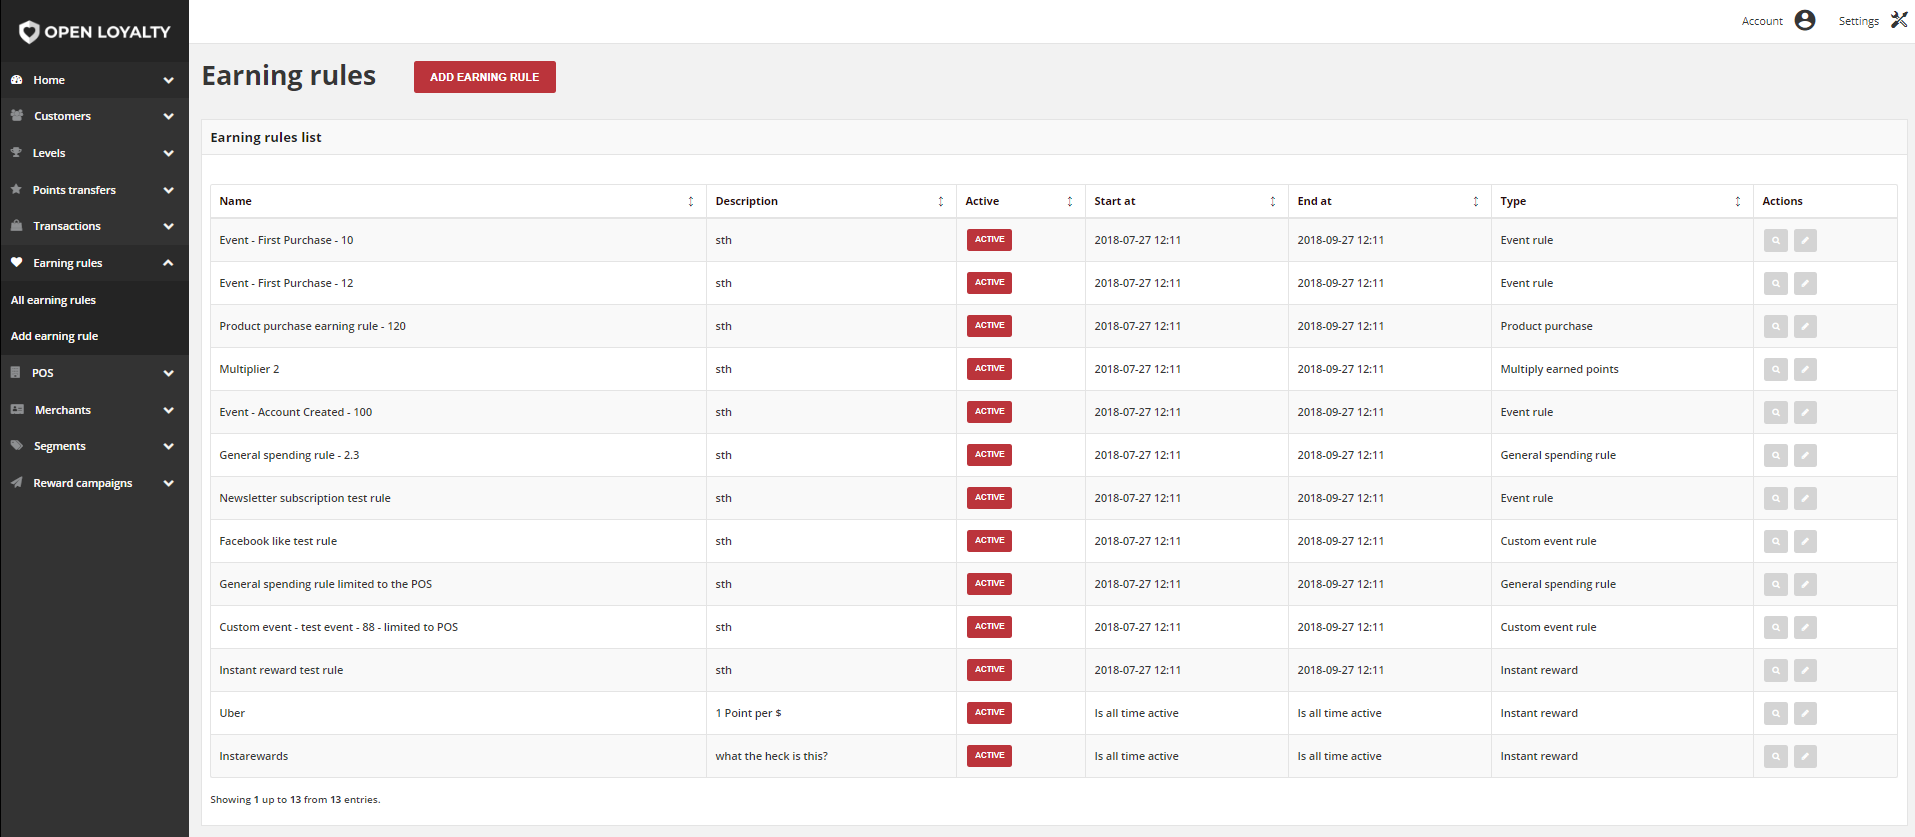 OPEN LOYALTY
Account
Settings
Home
Customers
Levels
Points transfers
Transactions
Earning rules
All earning rules
Add earning rule
POS
Merchants
Segments
Reward campaigns
Earning rules
ADD EARNING RULE
Earning rules list
Name Description Active Start at End at Type Actions
Event - First Purchase - 10 sth ACTIVE 2018-07-27 12:11 2018-09-27 12:11 Event rule
Event - First Purchase - 12 sth ACTIVE 2018-07-27 12:11 2018-09-27 12:11 Event rule
Product purchase earning rule - 120 sth ACTIVE 2018-07-27 12:11 2018-09-27 12:11 Product purchase
Multiplier 2 sth ACTIVE 2018-07-27 12:11 2018-09-27 12:11 Multiply earned points
Event - Account Created - 100 sth ACTIVE 2018-07-27 12:11 2018-09-27 12:11 Event rule
General spending rule - 2.3 sth ACTIVE 2018-07-27 12:11 2018-09-27 12:11 General spending rule
Newsletter subscription test rule sth ACTIVE 2018-07-27 12:11 2018-09-27 12:11 Event rule
Facebook like test rule sth ACTIVE 2018-07-27 12:11 2018-09-27 12:11 Custom event rule
General spending rule limited to the POS sth ACTIVE 2018-07-27 12:11 2018-09-27 12:11 General spending rule
Custom event - test event - 88 - limited to POS sth ACTIVE 2018-07-27 12:11 2018-09-27 12:11 Custom event rule
Instant reward test rule sth ACTIVE 2018-07-27 12:11 2018-09-27 12:11 Instant reward
Uber 1 Point per $ ACTIVE Is all time active Is all time active Instant reward
Instarewards what the heck is this? ACTIVE Is all time active Is all time active Instant reward
Showing 1 up to 13 from 13 entries.